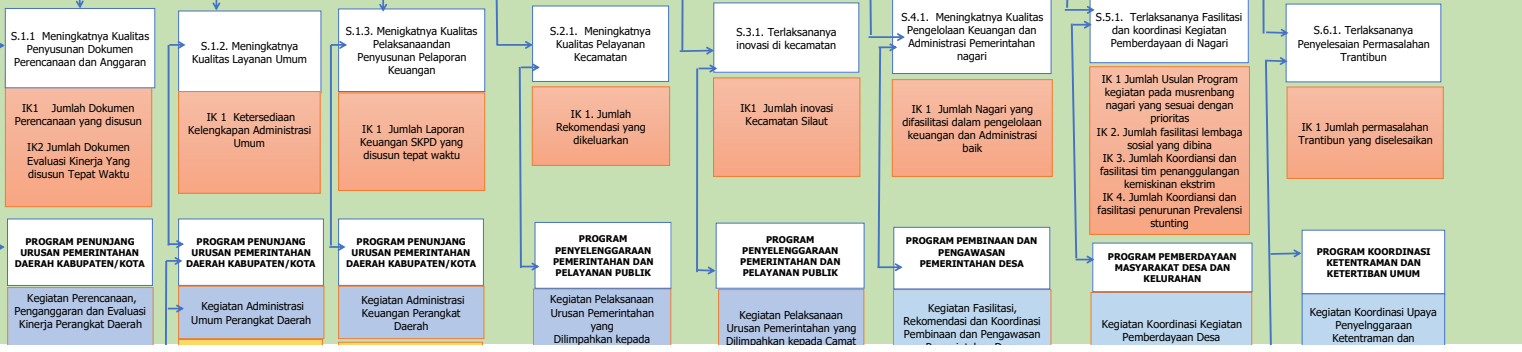 S.1.1 Meningkatnya Kualitas
Penyusunan Dokumen
Perencanaan dan Anggaran
IK1 Jumlah Dokumen
Perencanaan yang disusun
IK2 Jumlah Dokumen
Evaluasi Kinerja Yang
disusun Tepat Waktu
PROGRAM PENUNJANG
URUSAN PEMERINTAHAN
DAERAH KABUPATEN/KOTA
Kegiatan Perencanaan,
Penganggaran dan Evaluasi
Kinerja Perangkat Daerah
S.1.2. Meningkatnya
Kualitas Layanan Umum
IK 1 Ketersediaan
Kelengkapan Administrasi
Umum
PROGRAM PENUNJANG
URUSAN PEMERINTAHAN
DAERAH KABUPATEN/KOTA
Kegiatan Administrasi
Umum Perangkat Daerah
S.1.3. Meningkatya Kualitas
Pelaksanaandan
Penyusunan Pelaporan
Keuangan
IK 1 Jumlah Laporan
Keuangan SKPD yang
disusun tepat waktu
PROGRAM PENUNJANG
URUSAN PEMERINTAHAN
DAERAH KABUPATEN/KOTA
Kegiatan Administrasi
Keuangan Perangkat
Daerah
S.2.1. Meningkatnya
Kualitas Pelayanan
Kecamatan
IK 1. Jumlah
Rekomendasi yang
dikeluarkan
PROGRAM
PENYELENGGARAAN
PEMERINTAHAN DAN
PELAYANAN PUBLIK
Kegiatan Pelaksanaan
Urusan Pemerintahan
yang
Dilimpahkan kepada
S.3.1. Terlaksananya
inovasi di kecamatan
IK1 Jumlah inovasi
Kecamatan Silaut
PROGRAM
PENYELENGGARAAN
PEMERINTAHAN DAN
PELAYANAN PUBLIK
Kegiatan Pelaksanaan
Urusan Pemerintahan yang
Dilimpahkan kepada Camat
S.4.1. Meningkatnya Kualitas
Pengelolaan Keuangan dan
Administrasi Pemerintahan
nagari
IK 1 Jumlah Nagari yang
difasilitasi dalam pengelolaan
keuangan dan Administrasi
baik
PROGRAM PEMBINAAN DAN
PENGAWASAN
PEMERINTAHAN DESA
Kegiatan Fasilitasi,
Rekomendasi dan Koordinasi
Pembinaan dan Pengawasan
S.5.1. Terlaksananya Fasilitasi
dan koordinasi Kegiatan
Pemberdayaan di Nagari
IK 1 Jumlah Usulan Program
kegiatan pada musrenbang
nagari yang sesuai dengan
prioritas
IK 2. Jumlah fasilitasi lembaga
sosial yang dibina
IK 3. Jumlah Koordiansi dan
fasilitasi tim penanggulangan
kemiskinan ekstrim
IK 4. Jumlah Koordiansi dan
fasilitasi penurunan Prevalensi
stunting
PROGRAM PEMBERDAYAAN
MASYARAKAT DESA DAN
KELURAHAN
Kegiatan Koordinasi Kegiatan
Pemberdayaan Desa
S.6.1. Terlaksananya
Penyelesaian Permasalahan
Trantibun
IK 1 Jumlah permasalahan
Trantibun yang diselesaikan
PROGRAM KOORDINASI
KETENTRAMAN DAN
KETERTIBAN UMUM
Kegiatan Koordinasi Upaya
Penyelnggaraan
Ketentraman dan